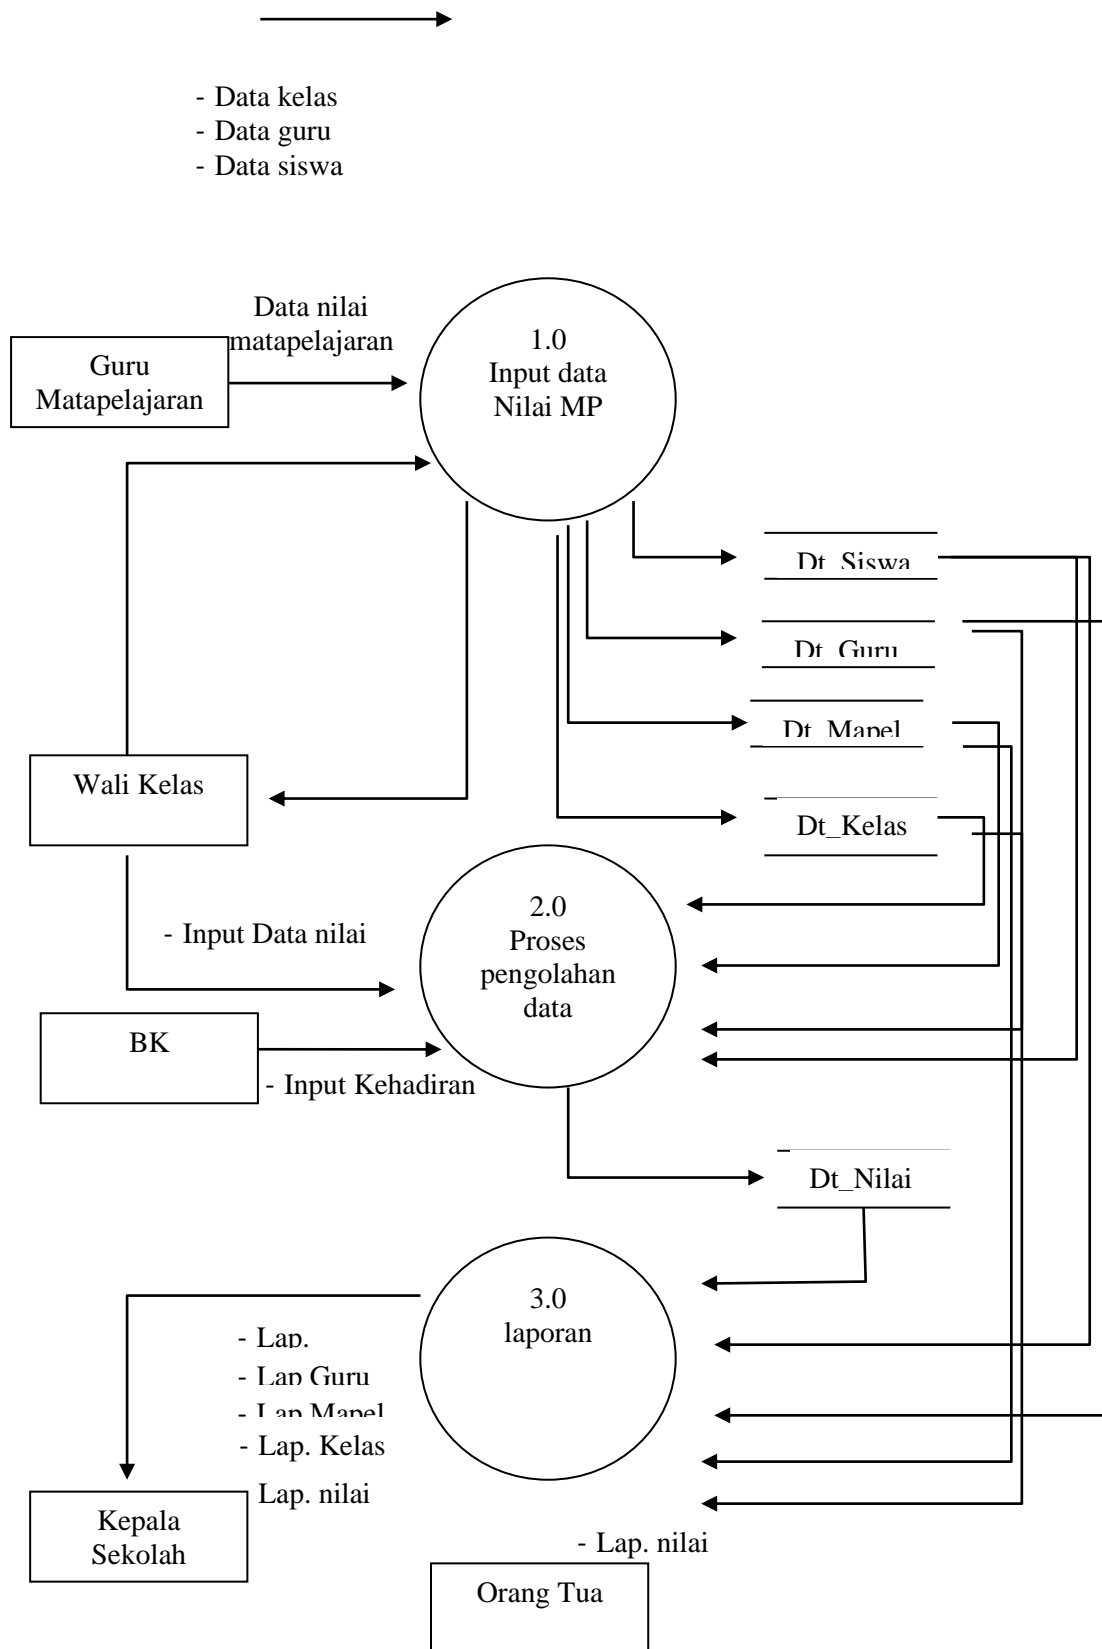 - Data kelas
- Data guru
- Data siswa
Data nilai
matapelajaran
Guru
Matapelajaran
1.0
Input data
Nilai MP
Dt_Siswa
Dt_Guru
Dt_Mapel
Wali Kelas
Dt_Kelas
- Input Data nilai
2.0
Proses
pengolahan
data
BK
- Input Kehadiran
Dt_Nilai
3.0
laporan
- Lap.
- Lap Guru
- Lap Mapel
- Lap. Kelas
Lap. nilai
Kepala
Sekolah
- Lap. nilai
Orang Tua